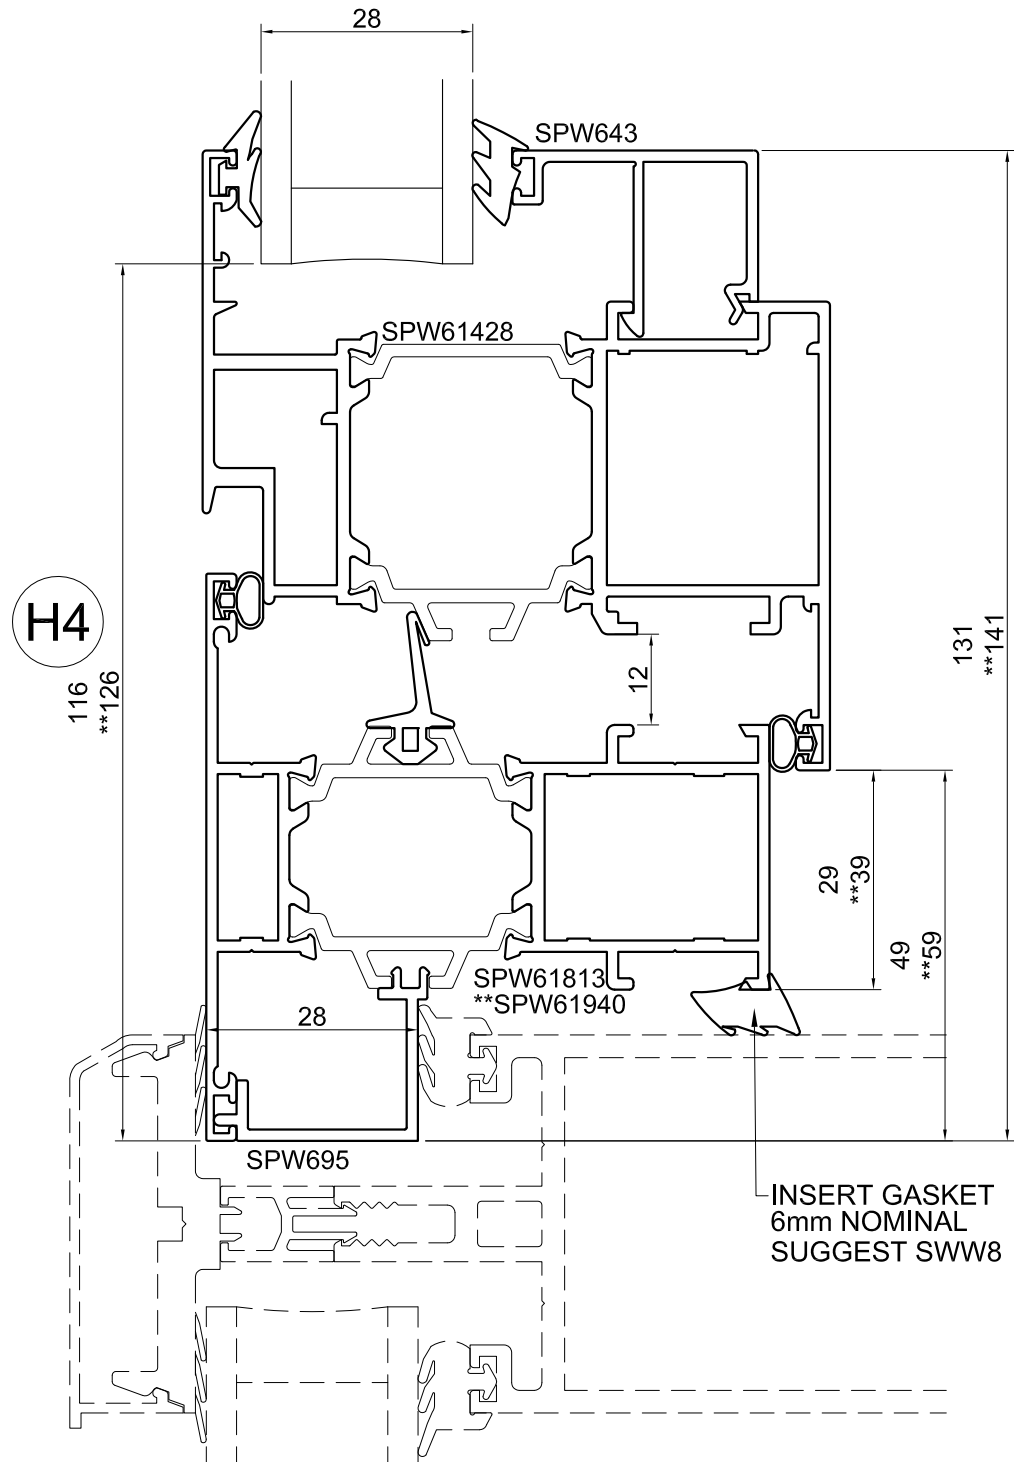 28
SPW643
SPW61428
H4
116
**126
131
**141
12
29
**39
49
**59
SPW61813
**SPW61940
28
SPW695
INSERT GASKET
6mm NOMINAL
SUGGEST SWW8